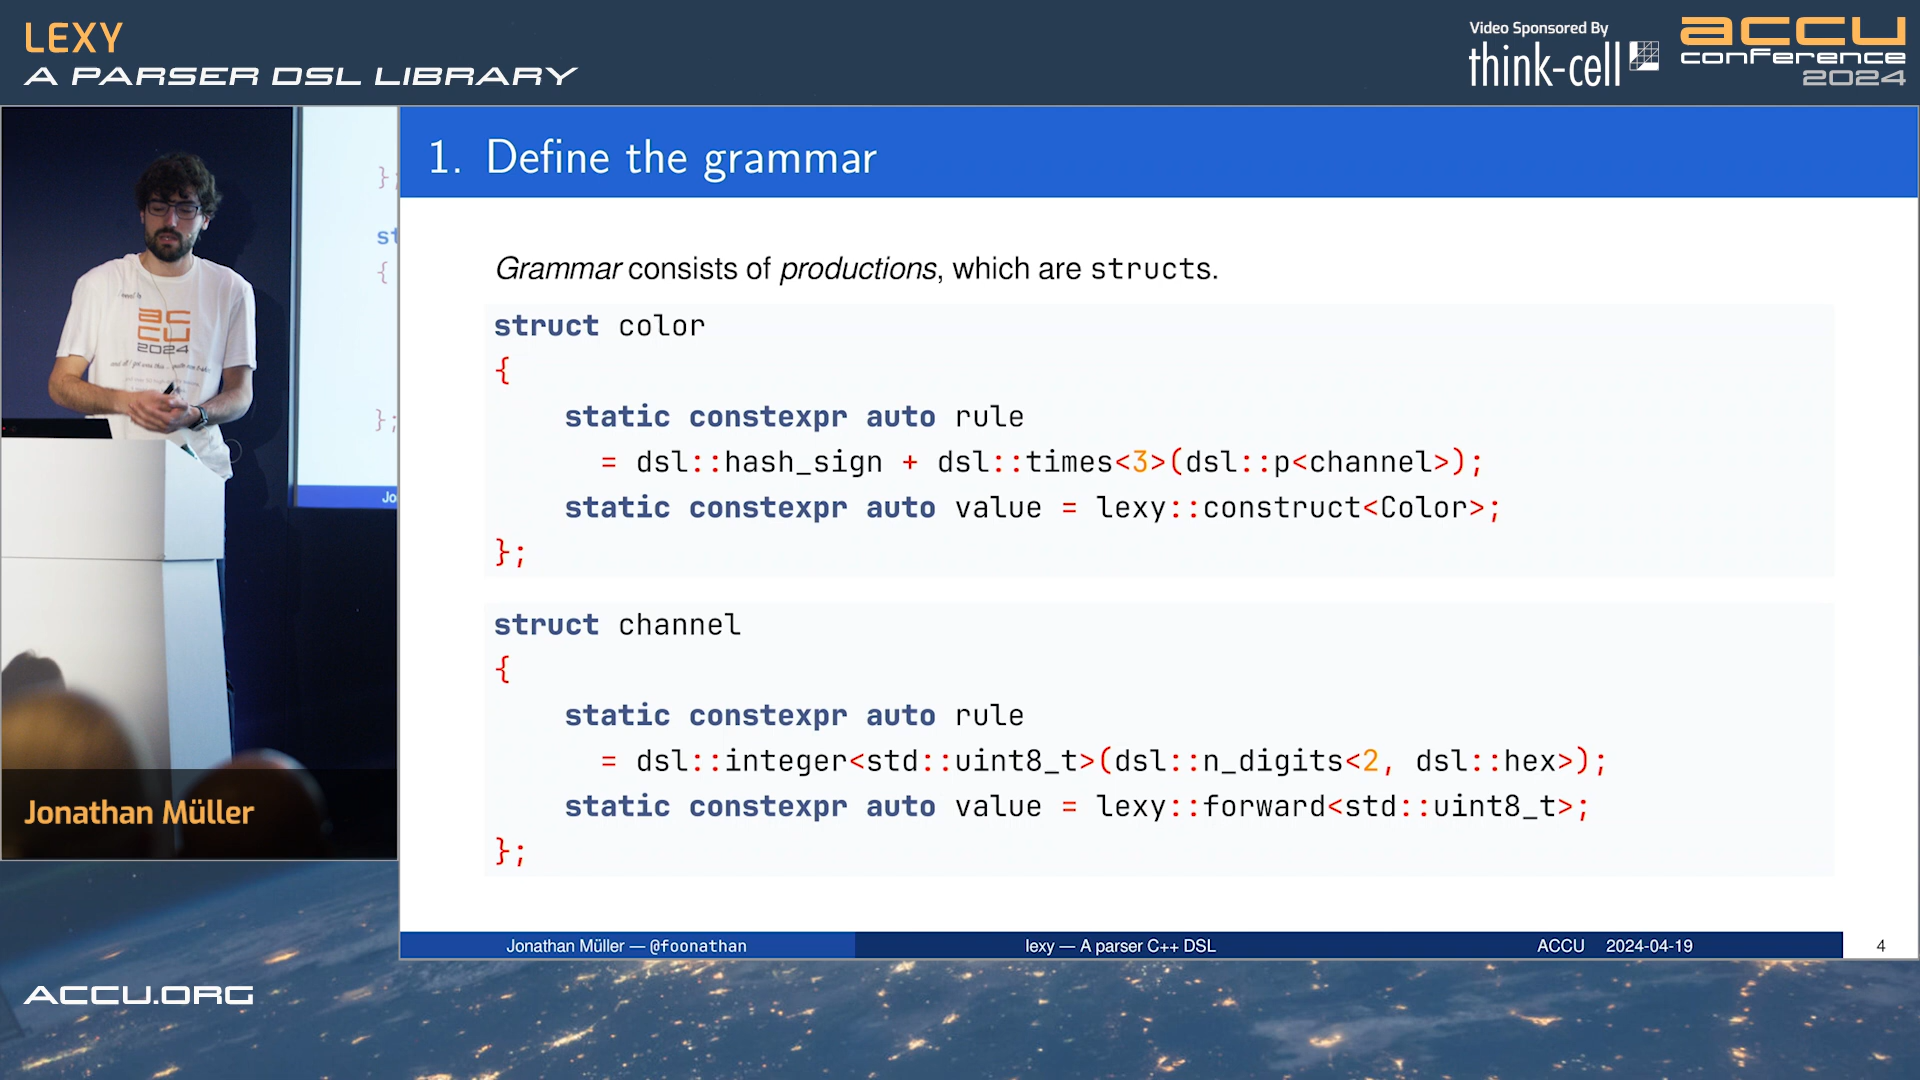 LEXY
A PARSER DSL LIBRARY
Video Sponsored By
think-cell
accu
conference
2024
1. Define the grammar
Grammar consists of productions, which are structs.
struct color
{
static constexpr auto rule
= dsl::hash_sign + dsl::times<3>(dsl::p<channel>);
static constexpr auto value = lexy::construct<Color>;
};
struct channel
{
static constexpr auto rule
= dsl::integer<std::uint8_t>(dsl::n_digits<2, dsl::hex>);
static constexpr auto value = lexy::forward<std::uint8_t>;
};
Jonathan Müller — @foonathan
lexy — A parser C++ DSL
ACCU 2024-04-19
4
};
st
{
};
Jo
accu
2024
Jonathan Müller
ACCU.ORG